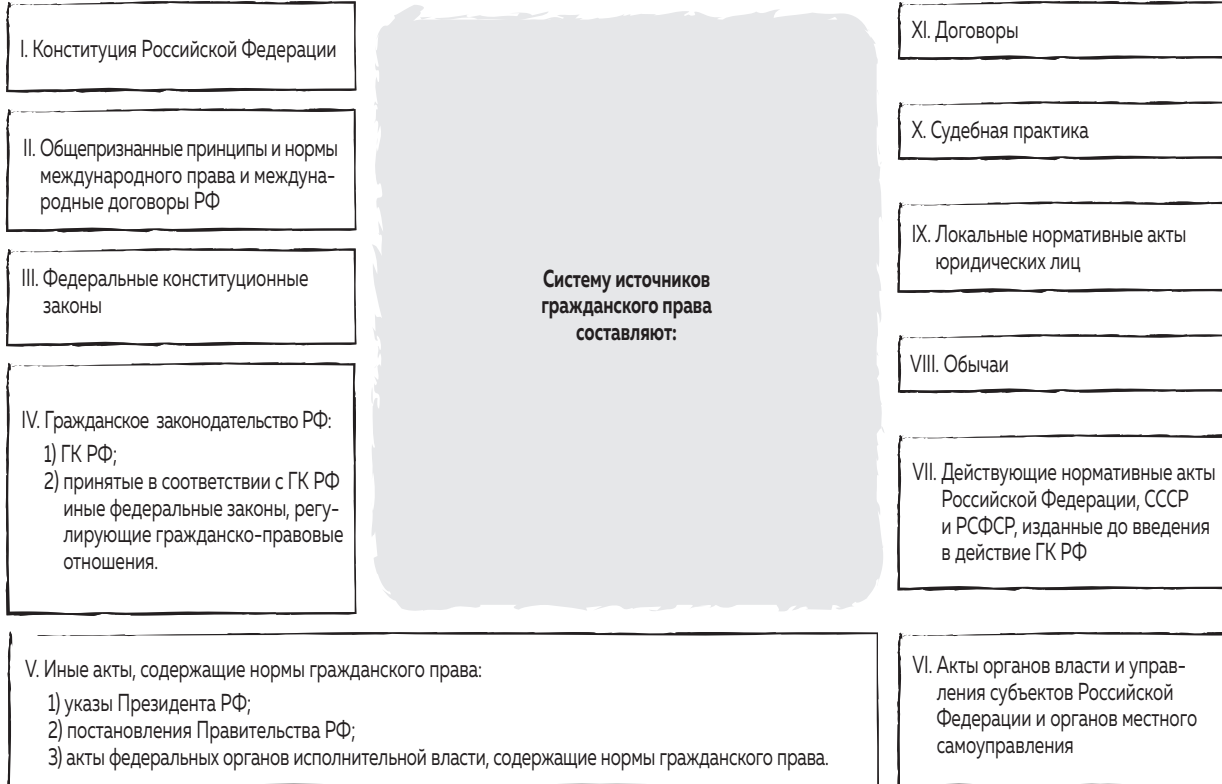 I. Конституция Российской Федерации
II. Общепризнанные принципы и нормы
международного права и междуна-
родные договоры РФ
III. Федеральные конституционные
законы
IV. Гражданское законодательство РФ:
1) ГК РФ;
2) принятые в соответствии с ГК РФ
иные федеральные законы, регу-
лирующие гражданско-правовые
отношения.
Систему источников
гражданского права
составляют:
V. Иные акты, содержащие нормы гражданского права:
1) указы Президента РФ;
2) постановления Правительства РФ;
3) акты федеральных органов исполнительной власти, содержащие нормы гражданского права.
XI. Договоры
X. Судебная практика
IX. Локальные нормативные акты
юридических лиц
VIII. Обычаи
VII. Действующие нормативные акты
Российской Федерации, СССР
и РСФСР, изданные до введения
в действие ГК РФ
VI. Акты органов власти и управ-
ления субъектов Российской
Федерации и органов местного
самоуправления